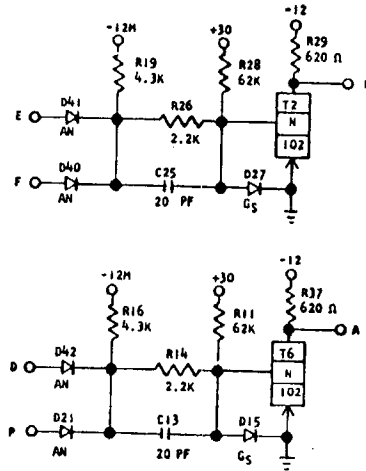 -12M
+30
-12
R19
4.3K
R28
62K
R29
620 Ω
D41
E
AN
R26
2.2K
T2
N
102
F
D40
AN
C25
20 PF
D27
GS
-12M
+30
-12
R16
4.3K
R11
62K
R37
620 Ω
A
D42
D
AN
R14
2.2K
T6
N
102
P
D21
AN
C13
20 PF
D15
GS